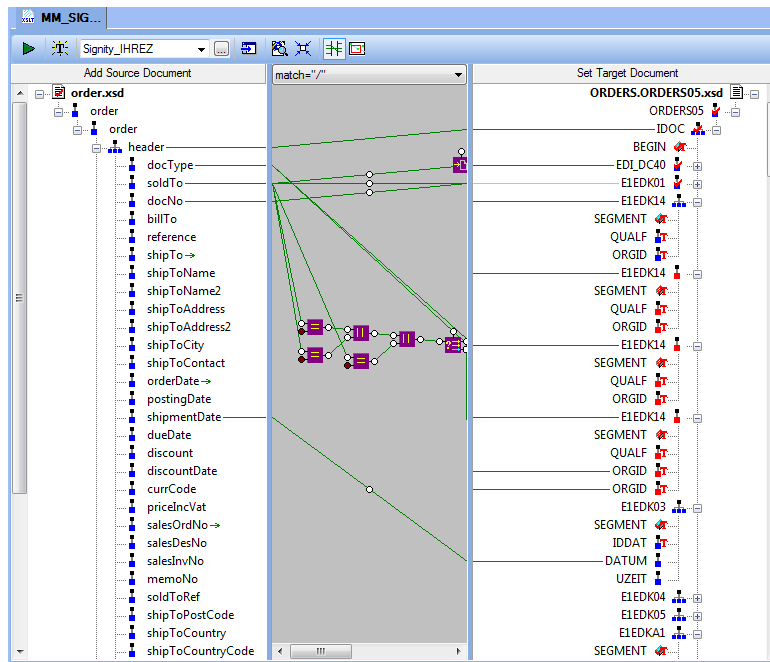 XSLT MM_SIG...
Signity_IHREZ ...
Add Source Document
match="/"
Set Target Document
order.xsd
order
order
header
docType
soldTo
docNo
billTo
reference
shipTo
shipToName
shipToName2
shipToAddress
shipToAddress2
shipToCity
shipToContact
orderDate
postingDate
shipmentDate
dueDate
discount
discountDate
currCode
priceIncVat
salesOrdNo
salesDesNo
salesInvNo
memoNo
soldToRef
shipToPostCode
shipToCountry
shipToCountryCode
ORDERS.ORDERS05.xsd
ORDERS05
IDOC
BEGIN
EDI_DC40
E1EDK01
E1EDK14
SEGMENT
QUALF
ORGID
E1EDK14
SEGMENT
QUALF
ORGID
E1EDK14
SEGMENT
QUALF
ORGID
E1EDK14
SEGMENT
QUALF
ORGID
ORGID
E1EDK03
SEGMENT
IDDAT
DATUM
UZEIT
E1EDK04
E1EDK05
E1EDKA1
SEGMENT